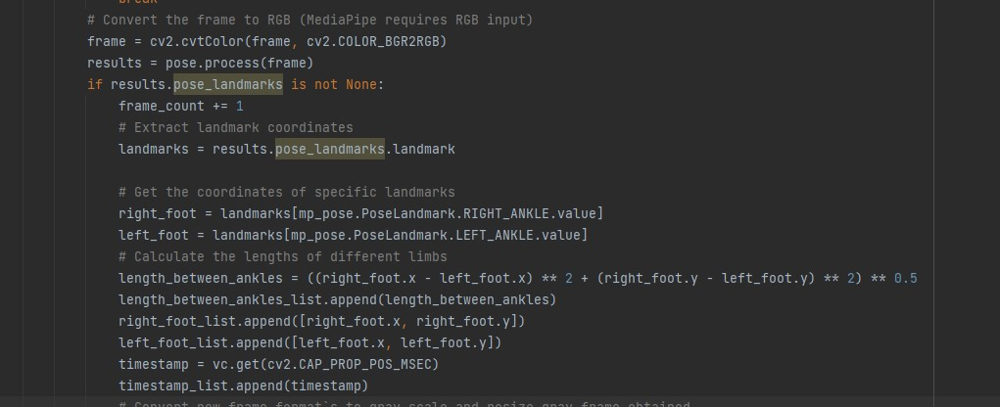 break
# Convert the frame to RGB (MediaPipe requires RGB input)
frame = cv2.cvtColor(frame, cv2.COLOR_BGR2RGB)
results = pose.process(frame)
if results.pose_landmarks is not None:
frame_count += 1
# Extract landmark coordinates
landmarks = results.pose_landmarks.landmark
# Get the coordinates of specific landmarks
right_foot = landmarks[mp_pose.PoseLandmark.RIGHT_ANKLE.value]
left_foot = landmarks[mp_pose.PoseLandmark.LEFT_ANKLE.value]
# Calculate the lengths of different limbs
length_between_ankles = ((right_foot.x - left_foot.x) ** 2 + (right_foot.y - left_foot.y) ** 2) ** 0.5
length_between_ankles_list.append(length_between_ankles)
right_foot_list.append([right_foot.x, right_foot.y])
left_foot_list.append([left_foot.x, left_foot.y])
timestamp = vc.get(cv2.CAP_PROP_POS_MSEC)
timestamp_list.append(timestamp)
# Convert new frame format`s to gray scale and resize gray frame obtained